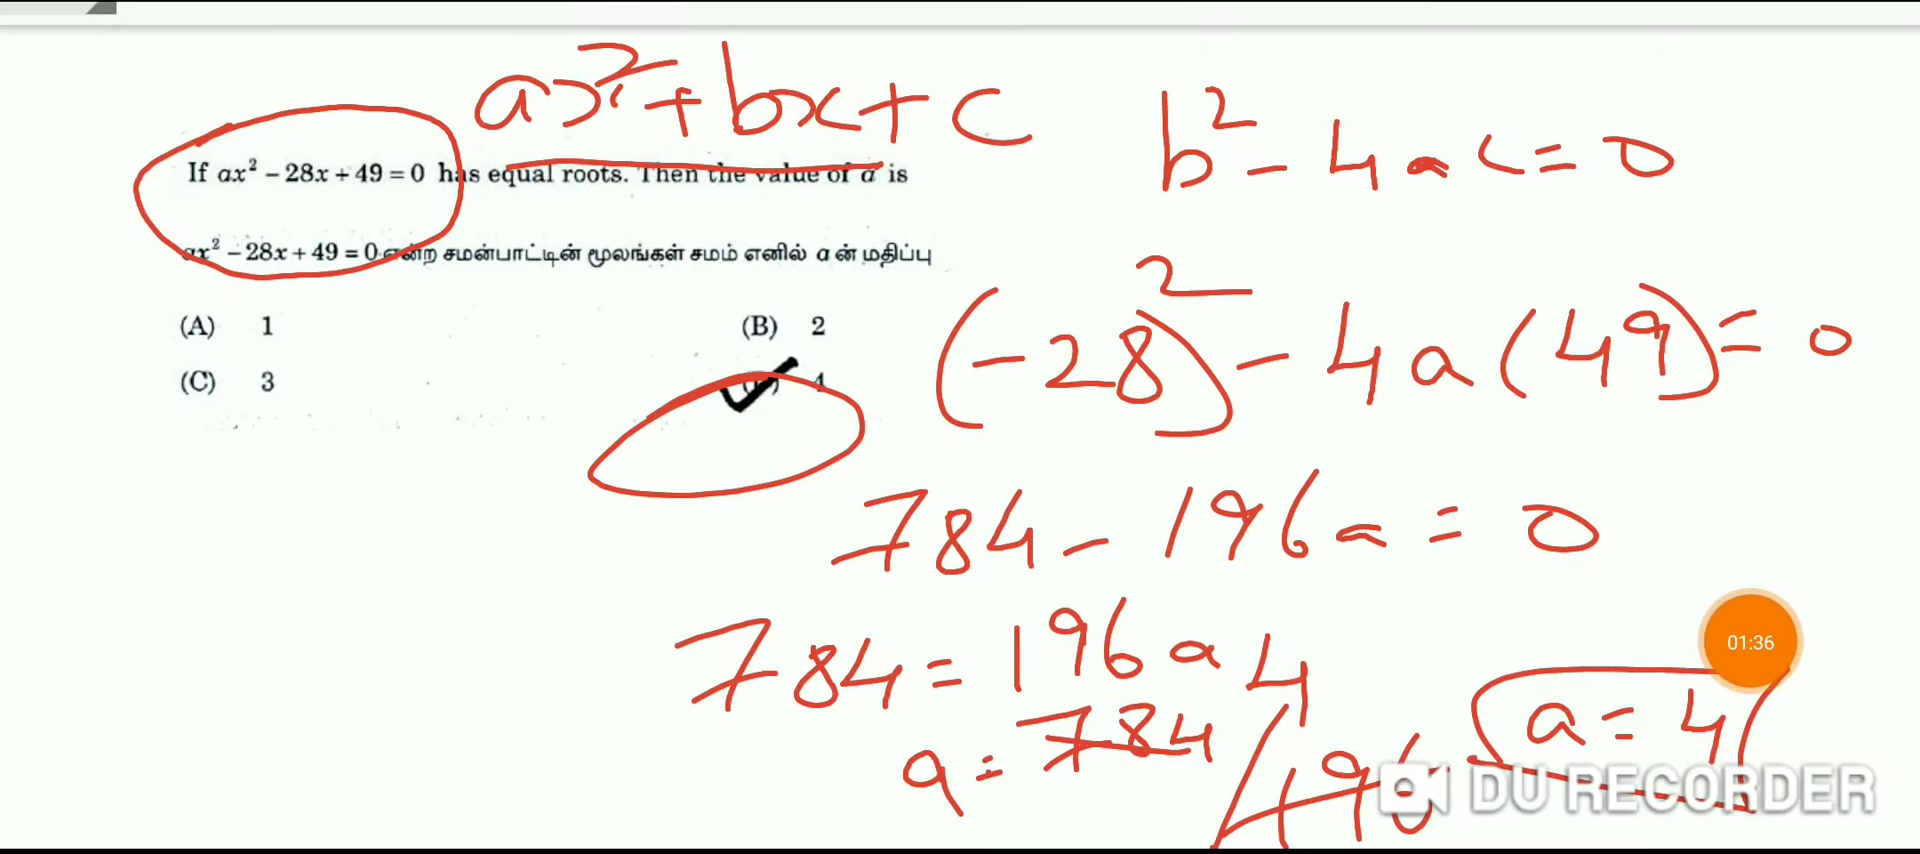 ax² + bx + c
b² - 4ac = 0
If ax² − 28x + 49 = 0 has equal roots. Then the value of a is
ax² − 28x + 49 = 0 என்ற சமன்பாட்டின் மூலங்கள் சமம் எனில் a ன் மதிப்பு
(A) 1
(B) 2
(C) 3
4
(-28)² - 4a(49) = 0
784 - 196a = 0
784 = 196a
a = 784/196
4
a = 4
01:36
DU RECORDER